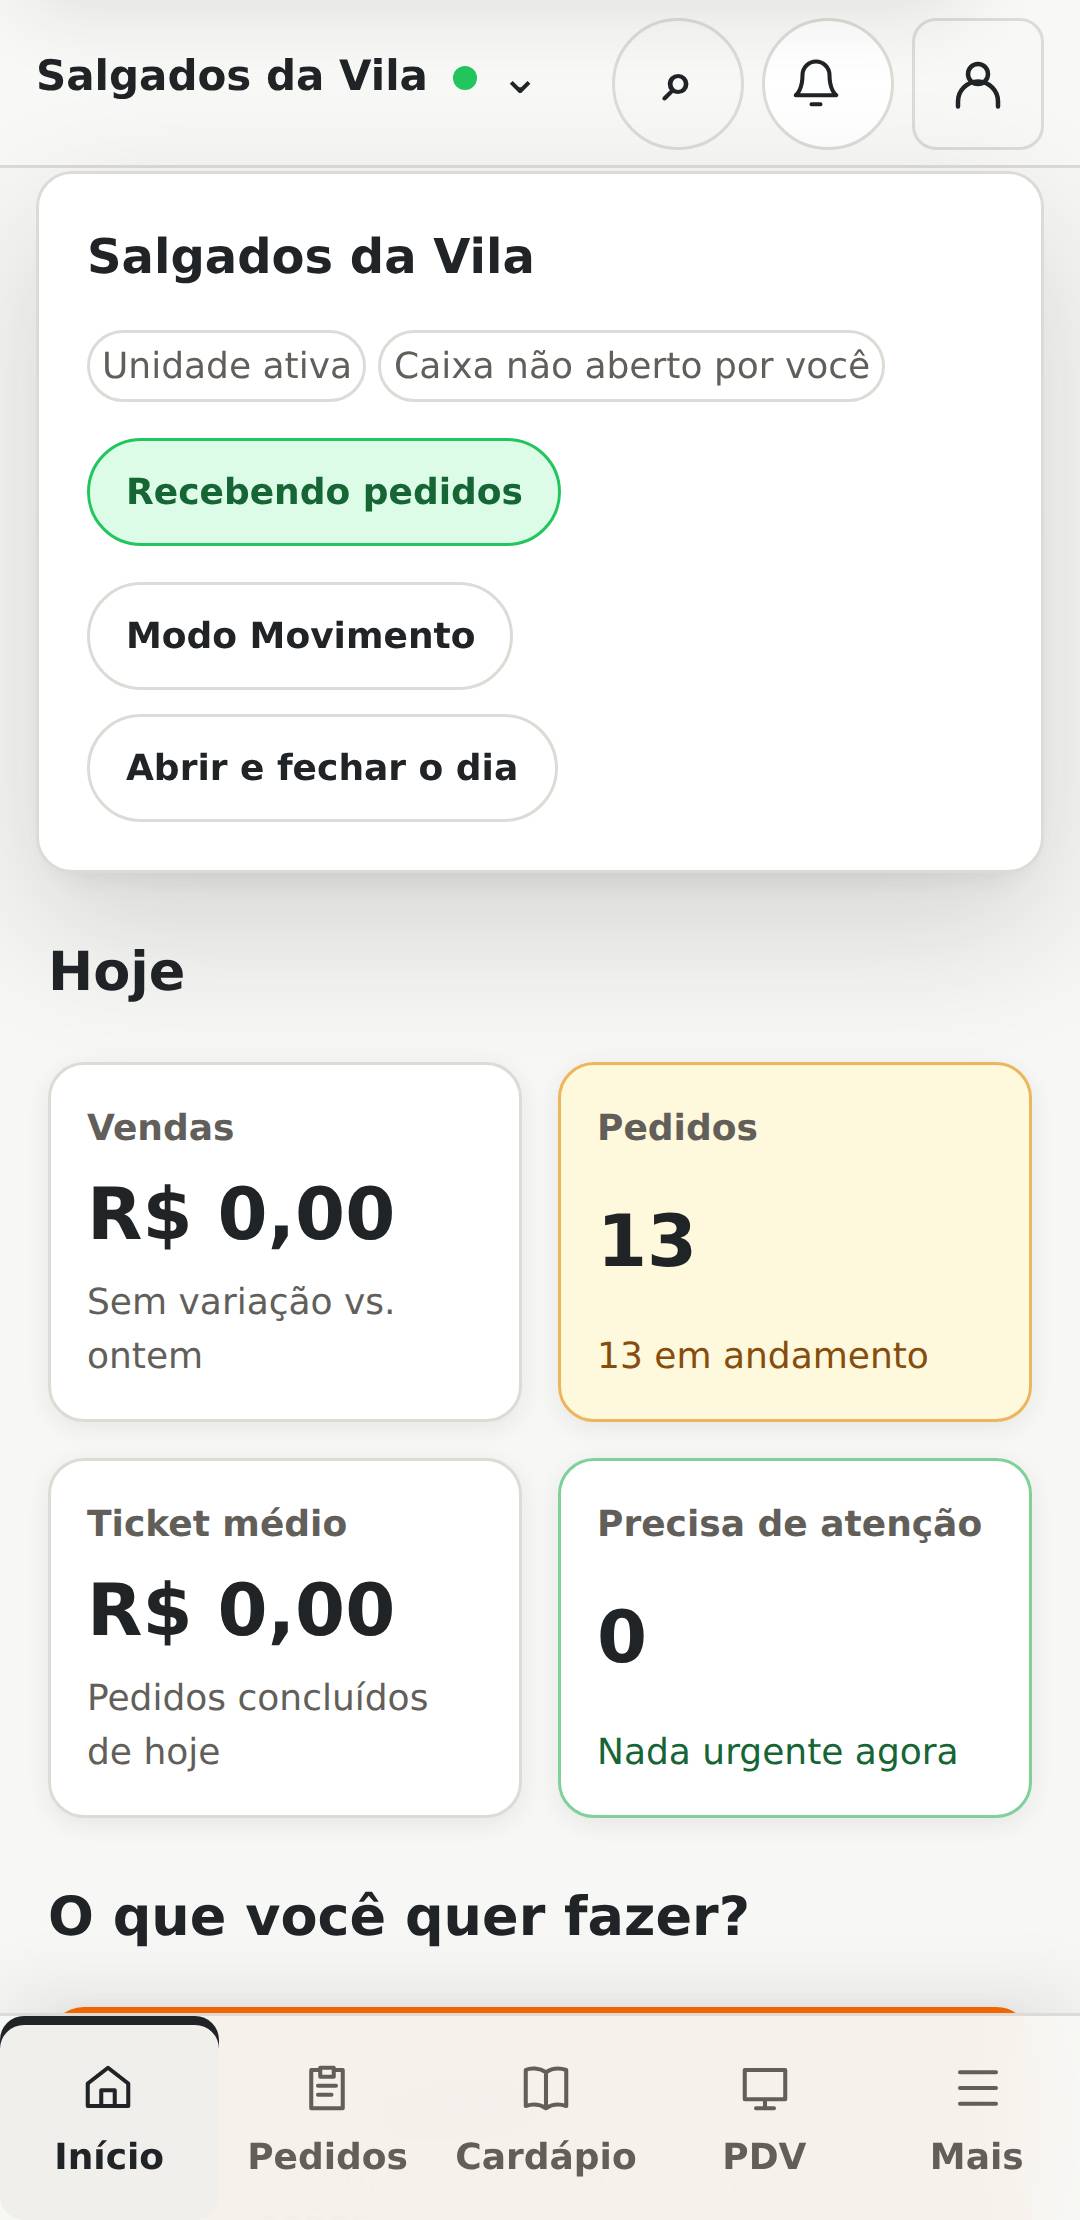 Salgados da Vila
Salgados da Vila
Unidade ativa
Caixa não aberto por você
Recebendo pedidos
Modo Movimento
Abrir e fechar o dia
Hoje
Vendas
R$ 0,00
Sem variação vs.
ontem
Pedidos
13
13 em andamento
Ticket médio
R$ 0,00
Pedidos concluídos
de hoje
Precisa de atenção
0
Nada urgente agora
O que você quer fazer?
Início
Pedidos
Cardápio
PDV
Mais